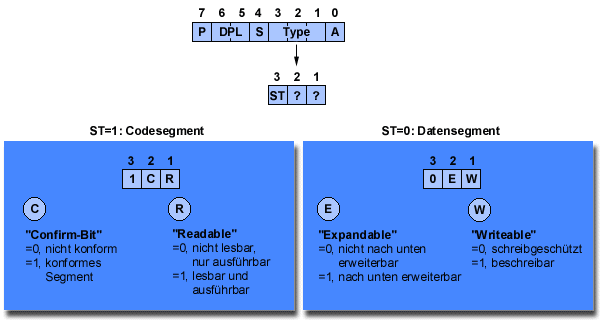 7 6 5 4 3 2 1 0
P DPL S Type A
3 2 1
ST ? ?
ST=1: Codesegment
3 2 1
1 C R
C
"Confirm-Bit"
=0, nicht konform
=1, konformes
Segment
R
"Readable"
=0, nicht lesbar,
nur ausführbar
=1, lesbar und
ausführbar
ST=0: Datensegment
3 2 1
0 E W
E
"Expandable"
=0, nicht nach unten
erweiterbar
=1, nach unten erweiterbar
W
"Writeable"
=0, schreibgeschützt
=1, beschreibar